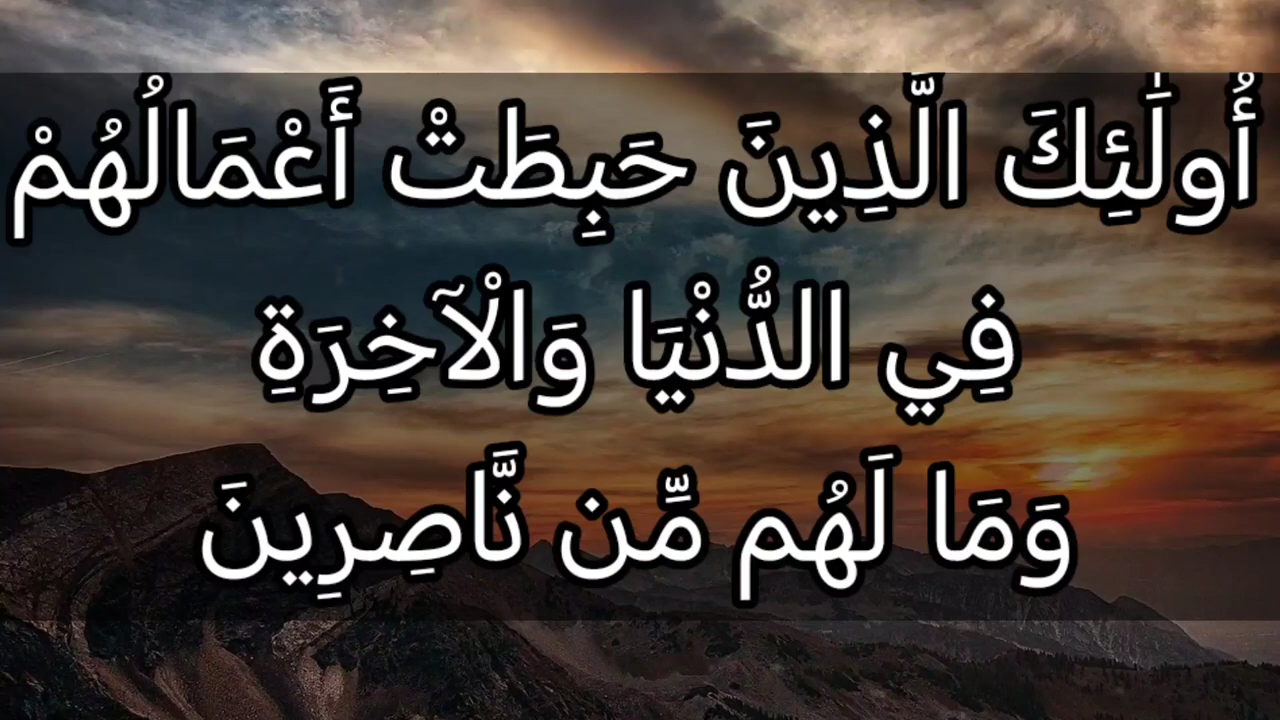 أُولَٰئِكَ الَّذِينَ حَبِطَتْ أَعْمَالُهُمْ
فِي الدُّنْيَا وَالْآخِرَةِ
وَمَا لَهُم مِّن نَّاصِرِينَ